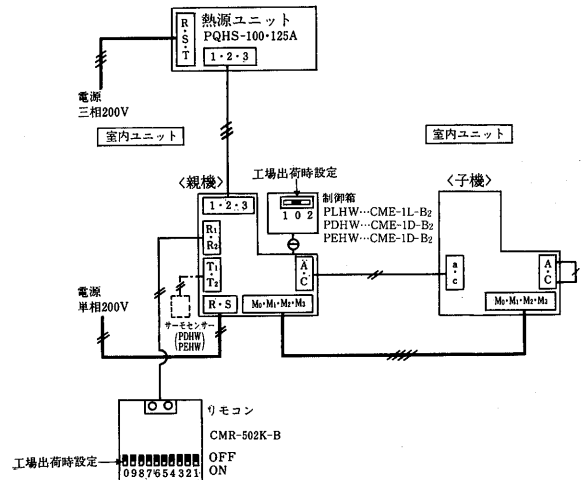 熱源ユニット
PQHS-100・125A
R・S・T
1・2・3
電源
三相200V
室内ユニット
室内ユニット
工場出荷時設定
〈親機〉
〈子機〉
1・2・3
1 0 2
制御箱
PLHW…CME-1L-B₂
PDHW…CME-1D-B₂
PEHW…CME-1D-B₂
R₁・R₂
T₁・T₂
A・C
a・c
A・C
R・S
M₀・M₁・M₂・M₃
M₀・M₁・M₂・M₃
電源
単相200V
サーモセンサー
(PDHW
PEHW)
リモコン
CMR-502K-B
工場出荷時設定
OFF
0987654321
ON